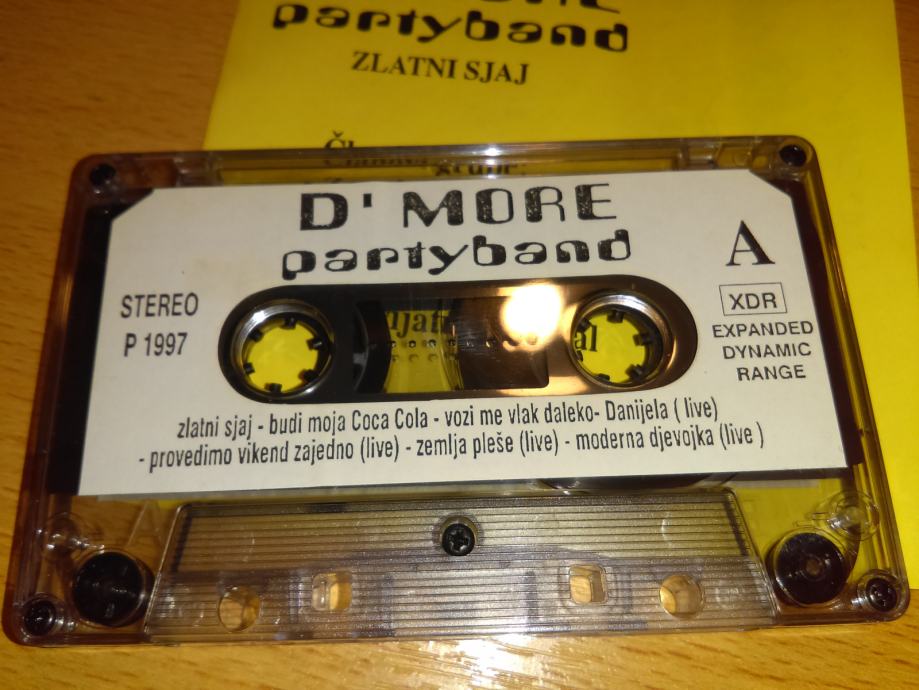 partyband
ZLATNI SJAJ
D' MORE
partyband
A
STEREO
P 1997
XDR
EXPANDED
DYNAMIC
RANGE
zlatni sjaj - budi moja Coca Cola - vozi me vlak daleko- Danijela ( live)
- provedimo vikend zajedno (live) - zemlja pleše (live) - moderna djevojka (live )